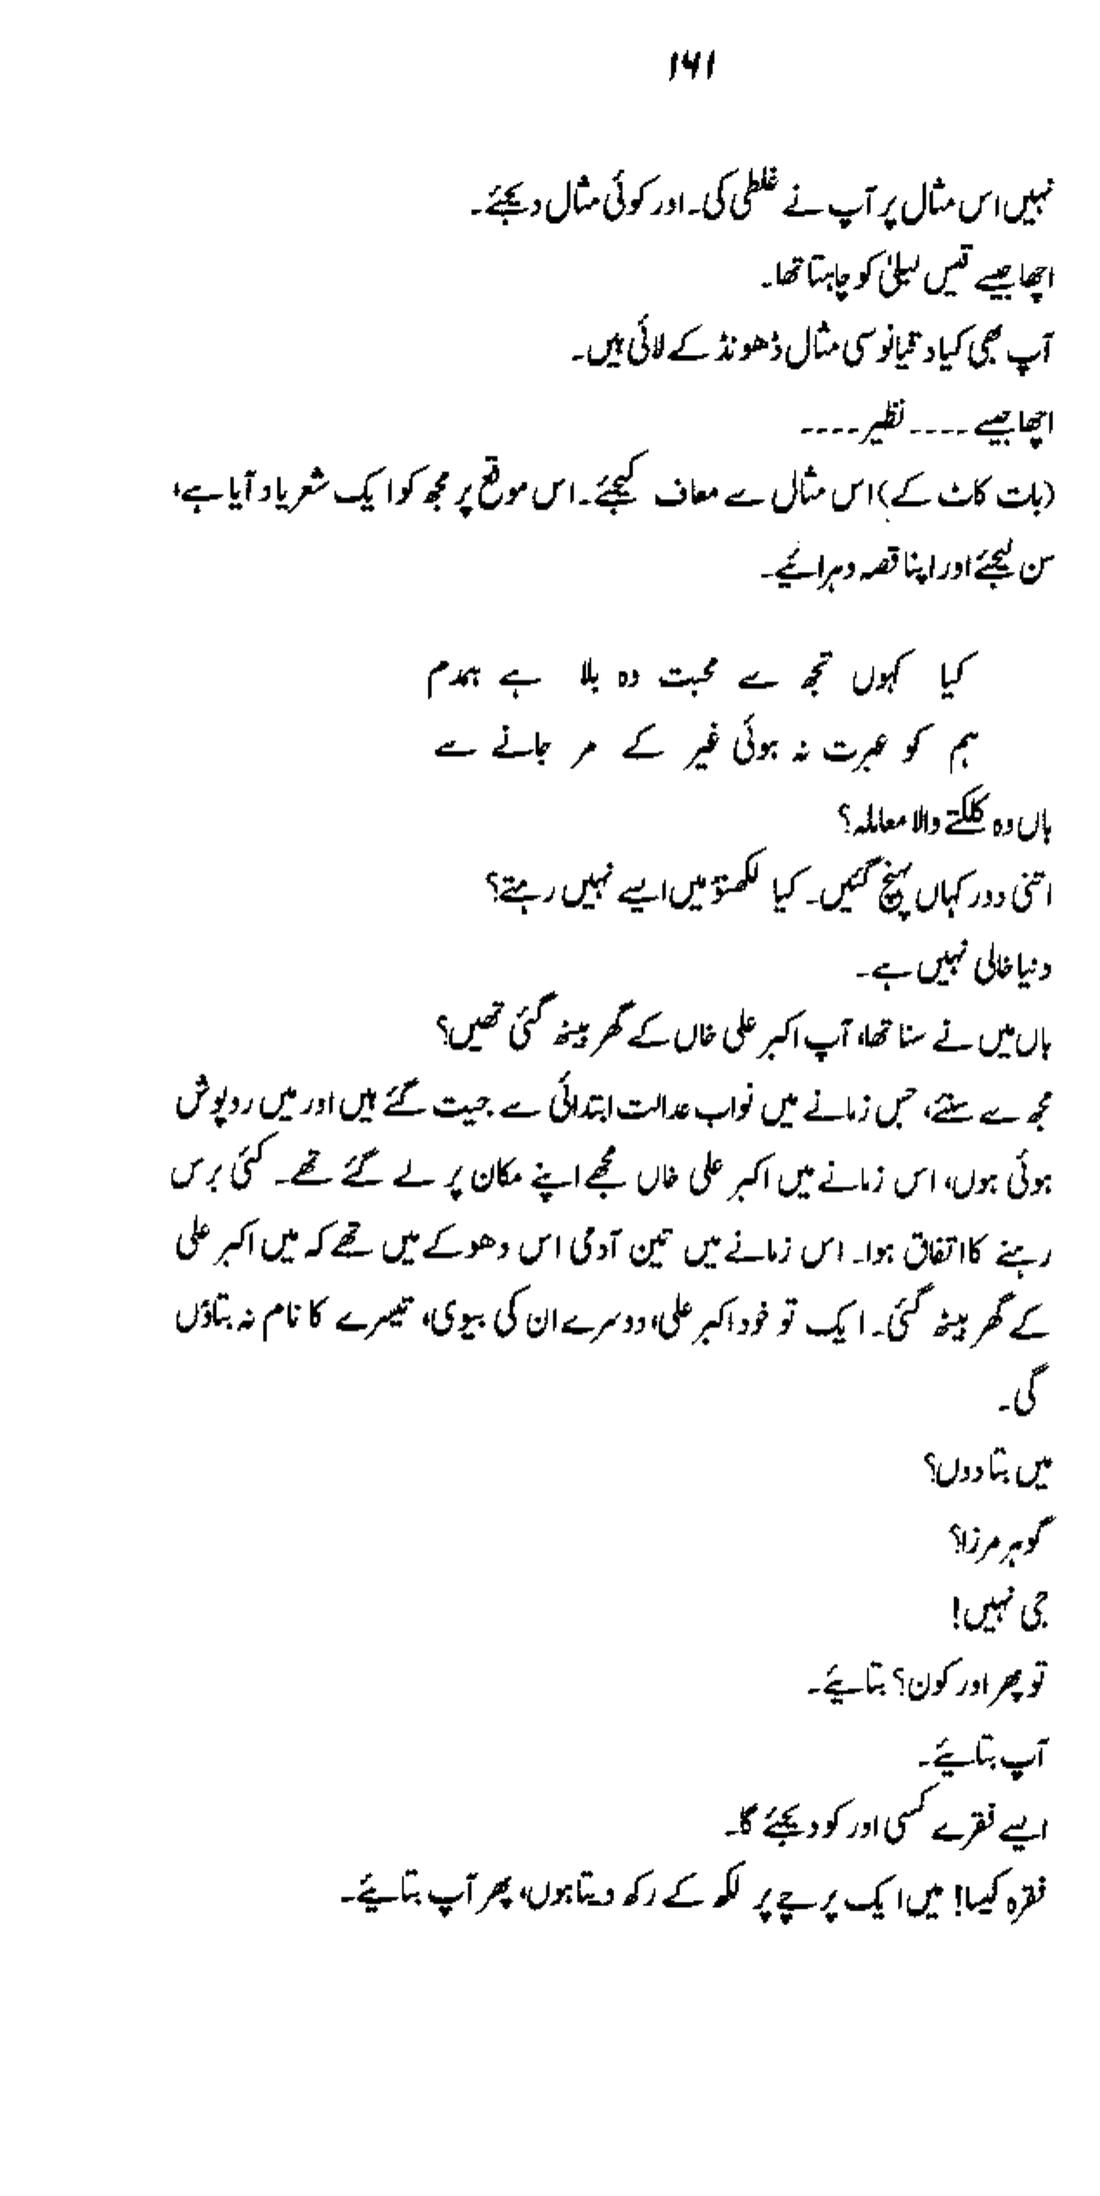 ۱۶۱
نہیں اس مثال پر آپ نے غلطی کی۔ اور کوئی مثال دیجئے۔
اچھا جیسے قیس لیلیٰ کو چاہتا تھا۔
آپ بھی کیا دقیانوسی مثال ڈھونڈ کے لائی ہیں۔
اچھا جیسے ---- نظیر ----
(بات کاٹ کے) اس مثال سے معاف کیجئے۔ اس موقع پر مجھ کو ایک شعر یاد آیا ہے،
سن لیجئے اور اپنا قصہ دہرائیے۔
کیا کہوں تجھ سے محبت وہ بلا ہے ہمدم
ہم کو عبرت نہ ہوئی غیر کے مر جانے سے
ہاں وہ کلکتے والا معاملہ؟
اتنی دور کہاں پہنچ گئیں۔ کیا لکھنؤ میں ایسے نہیں رہتے؟
دنیا خالی نہیں ہے۔
ہاں میں نے سنا تھا، آپ اکبر علی خاں کے گھر بیٹھ گئی تھیں؟
مجھ سے سنئے، جس زمانے میں نواب عدالت ابتدائی سے جیت گئے ہیں اور میں روپوش
ہوئی ہوں، اس زمانے میں اکبر علی خاں مجھے اپنے مکان پر لے گئے تھے۔ کئی برس
رہنے کا اتفاق ہوا۔ اس زمانے میں تین آدمی اس دھوکے میں تھے کہ میں اکبر علی
کے گھر بیٹھ گئی۔ ایک تو خود اکبر علی، دوسرے ان کی بیوی، تیسرے کا نام نہ بتاؤں
گی۔
میں بتا دوں؟
گوہر مرزا؟
جی نہیں!
تو پھر اور کون؟ بتایئے۔
آپ بتایئے۔
ایسے فقرے کسی اور کو دیجئے گا۔
فقرہ کیسا! میں ایک پرچے پر لکھ کے رکھ دیتا ہوں، پھر آپ بتایئے۔